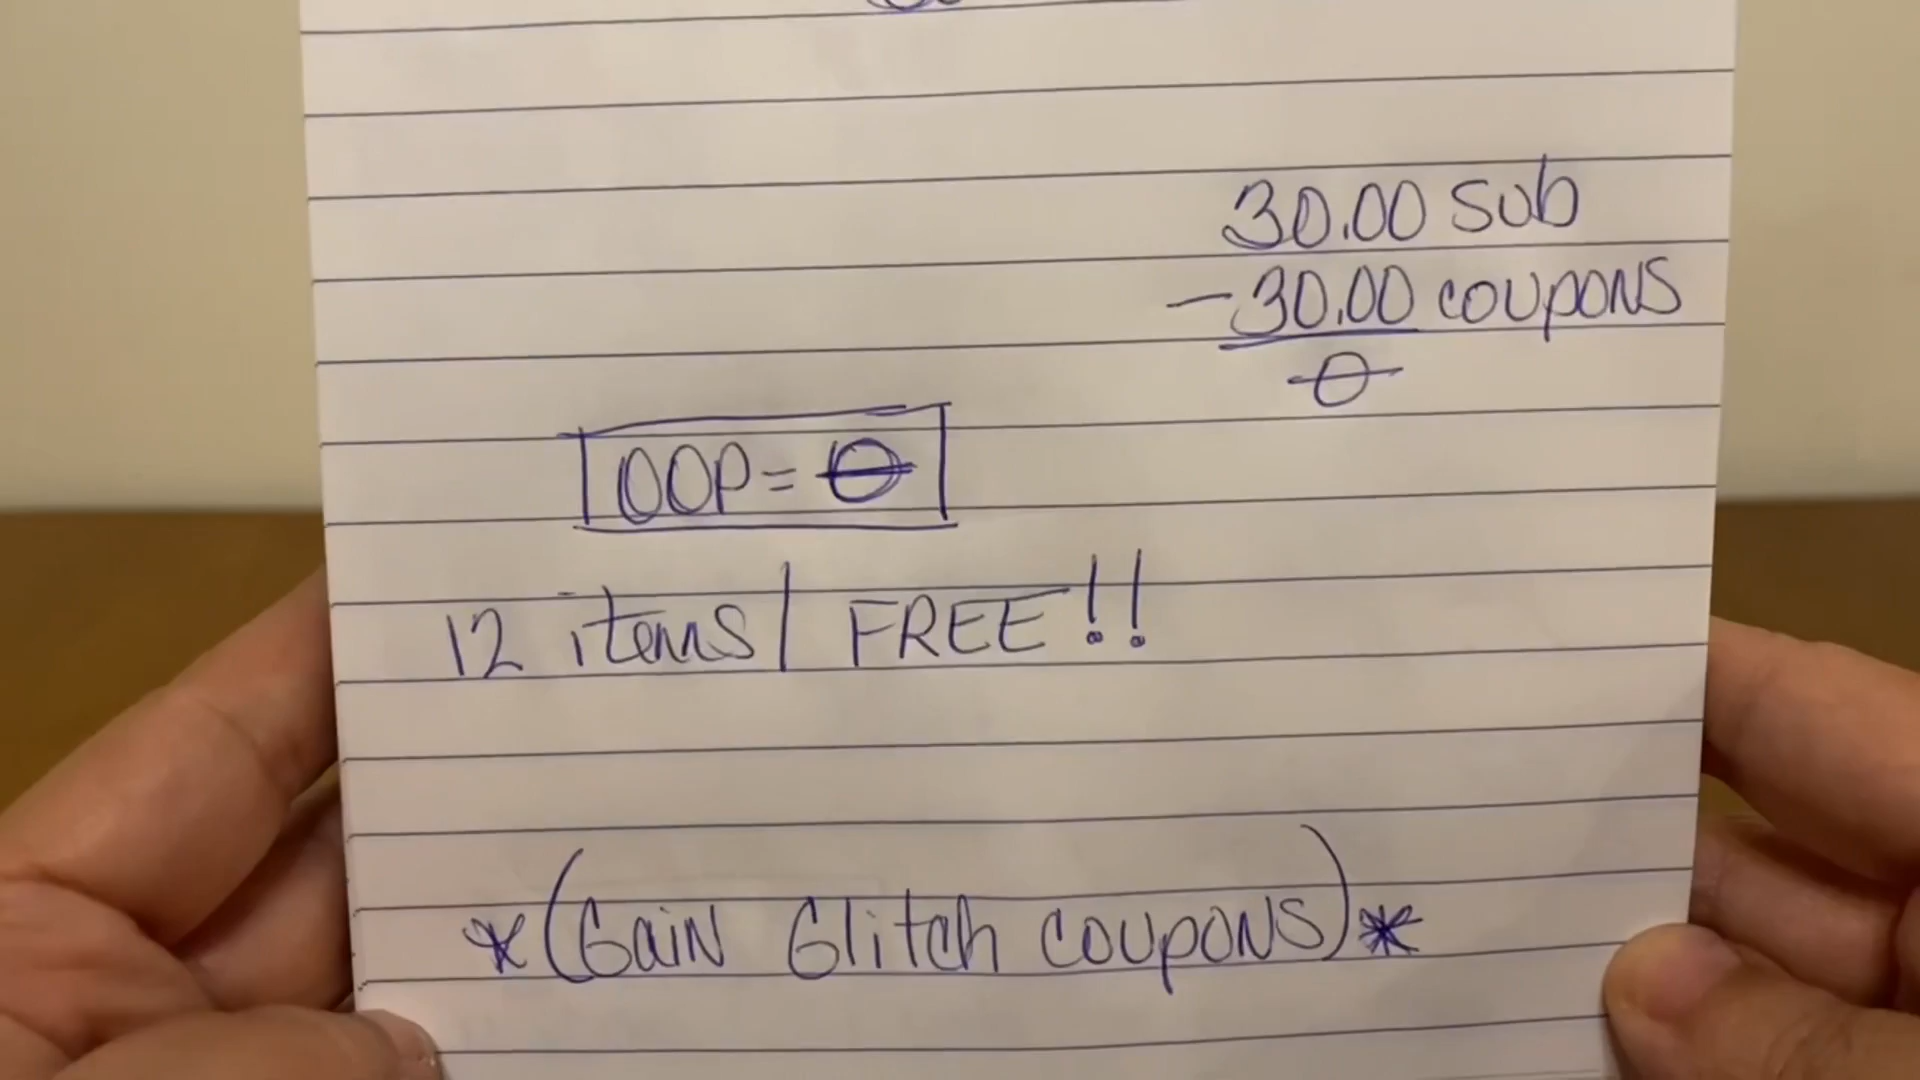 30.00 sub
- 30.00 coupons
0
OOP = 0
12 items / FREE!!
*(Gain Glitch coupons)*